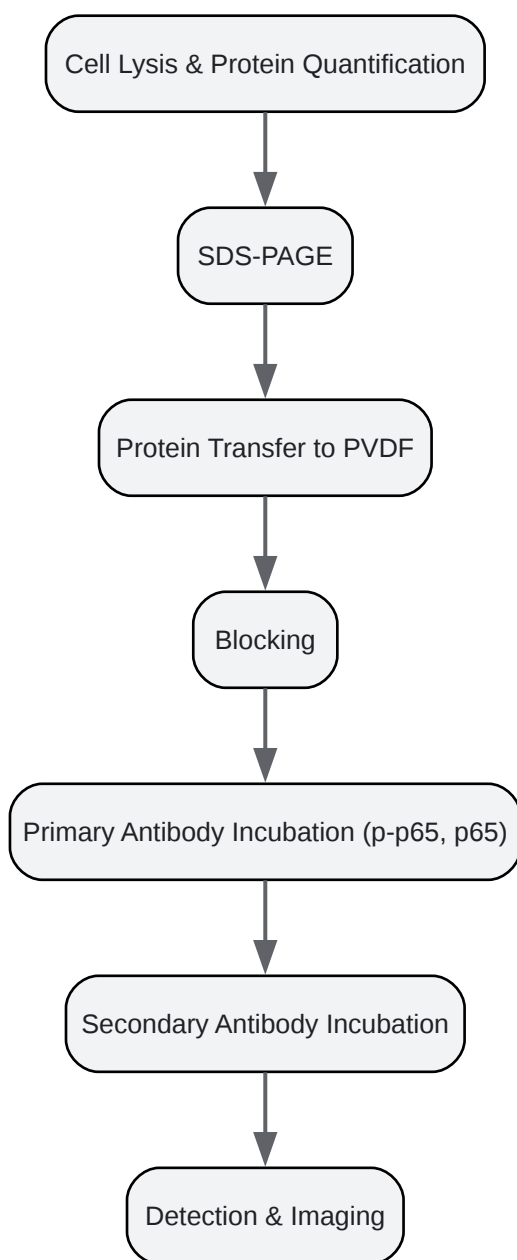 Cell Lysis & Protein Quantification
SDS-PAGE
Protein Transfer to PVDF
Blocking
Primary Antibody Incubation (p-p65, p65)
Secondary Antibody Incubation
Detection & Imaging